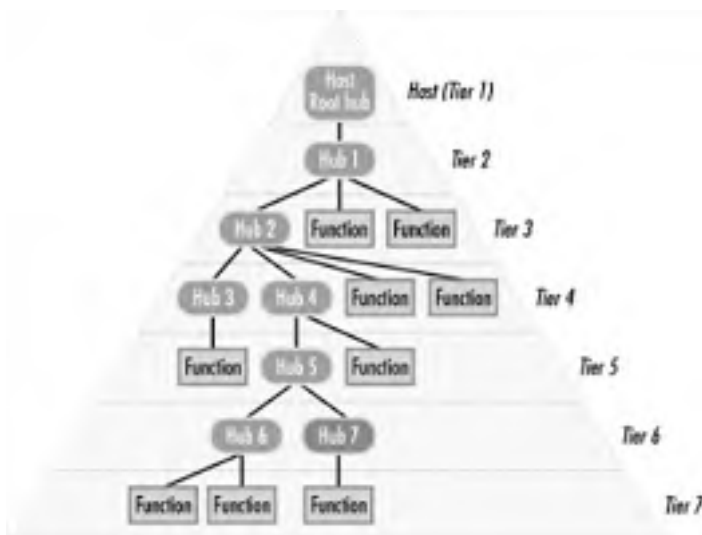 Host
Root hub
Host (Tier 1)
Hub 1
Tier 2
Hub 2
Function
Function
Tier 3
Hub 3
Hub 4
Function
Function
Tier 4
Function
Hub 5
Function
Tier 5
Hub 6
Hub 7
Tier 6
Function
Function
Function
Tier 7